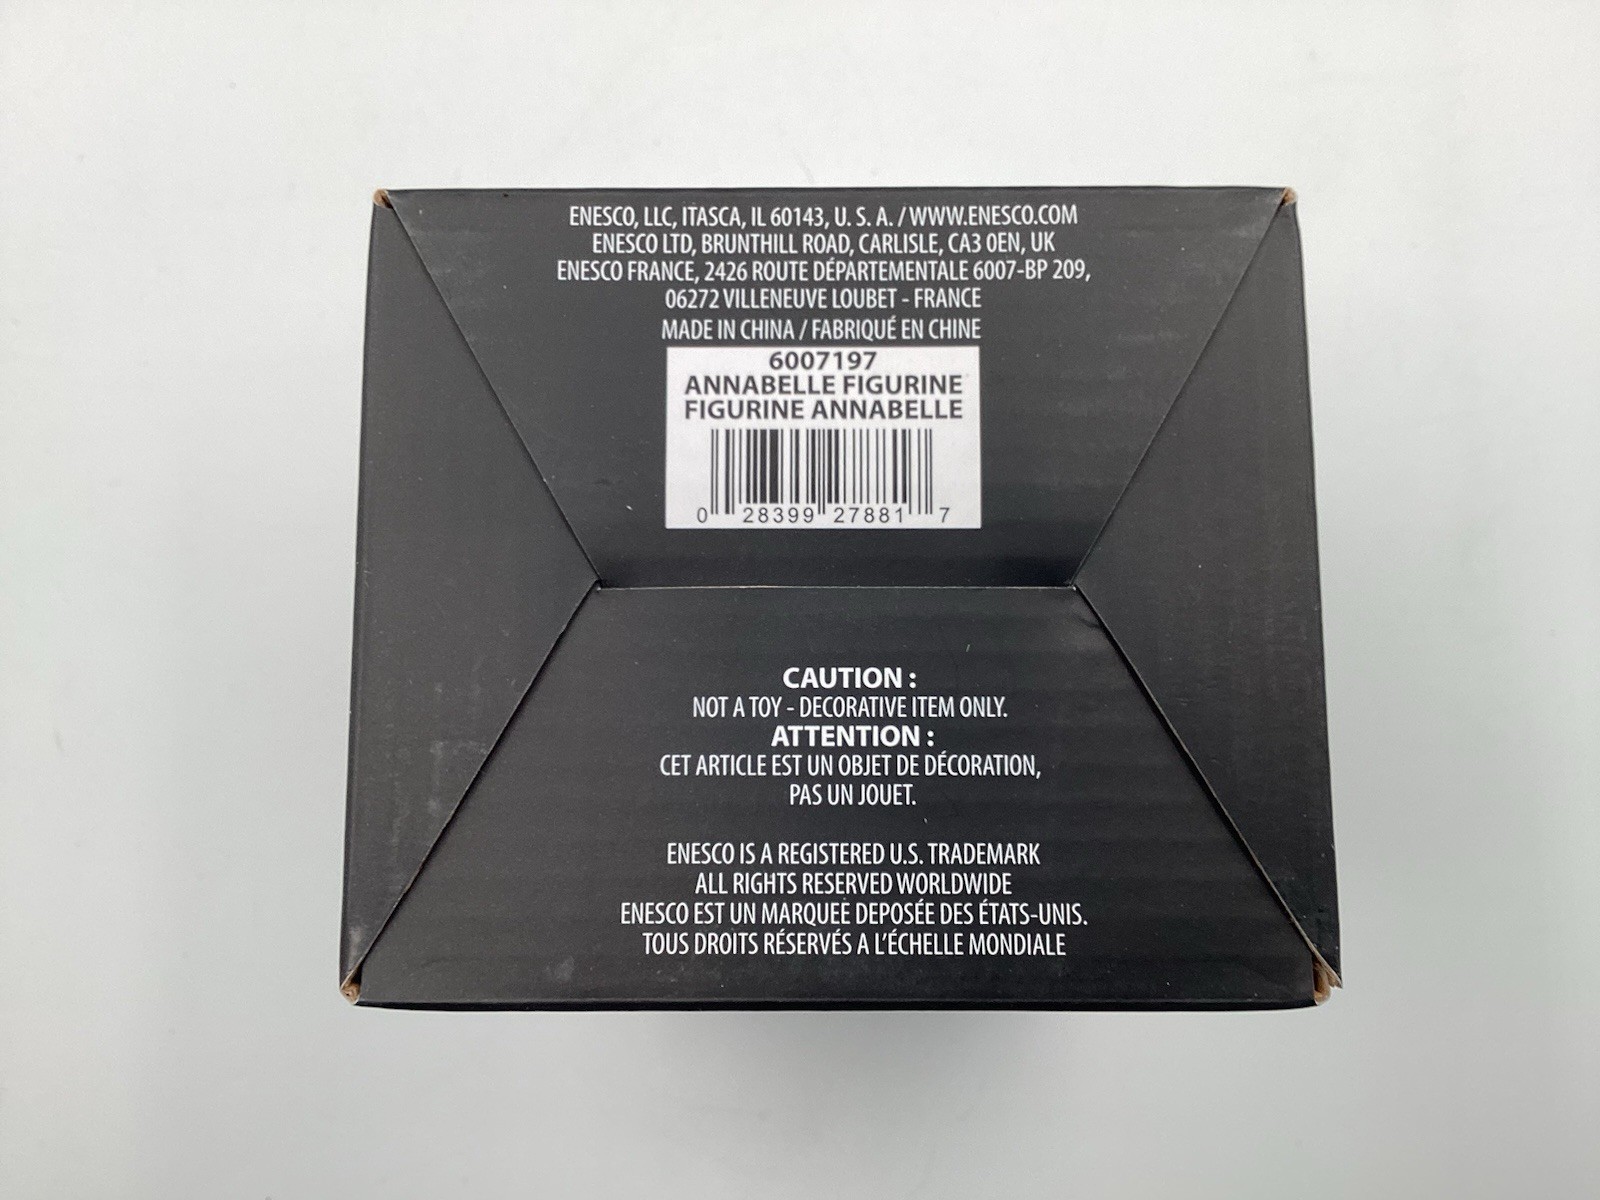 ENESCO, LLC, ITASCA, IL 60143, U. S. A. / WWW.ENESCO.COM
ENESCO LTD, BRUNTHILL ROAD, CARLISLE, CA3 0EN, UK
ENESCO FRANCE, 2426 ROUTE DÉPARTEMENTALE 6007-BP 209,
06272 VILLENEUVE LOUBET - FRANCE
MADE IN CHINA / FABRIQUÉ EN CHINE
6007197
ANNABELLE FIGURINE
FIGURINE ANNABELLE
0 28399 27881 7
CAUTION :
NOT A TOY - DECORATIVE ITEM ONLY.
ATTENTION :
CET ARTICLE EST UN OBJET DE DÉCORATION,
PAS UN JOUET.
ENESCO IS A REGISTERED U.S. TRADEMARK
ALL RIGHTS RESERVED WORLDWIDE
ENESCO EST UN MARQUEE DEPOSÉE DES ÉTATS-UNIS.
TOUS DROITS RÉSERVÉS A L'ÉCHELLE MONDIALE